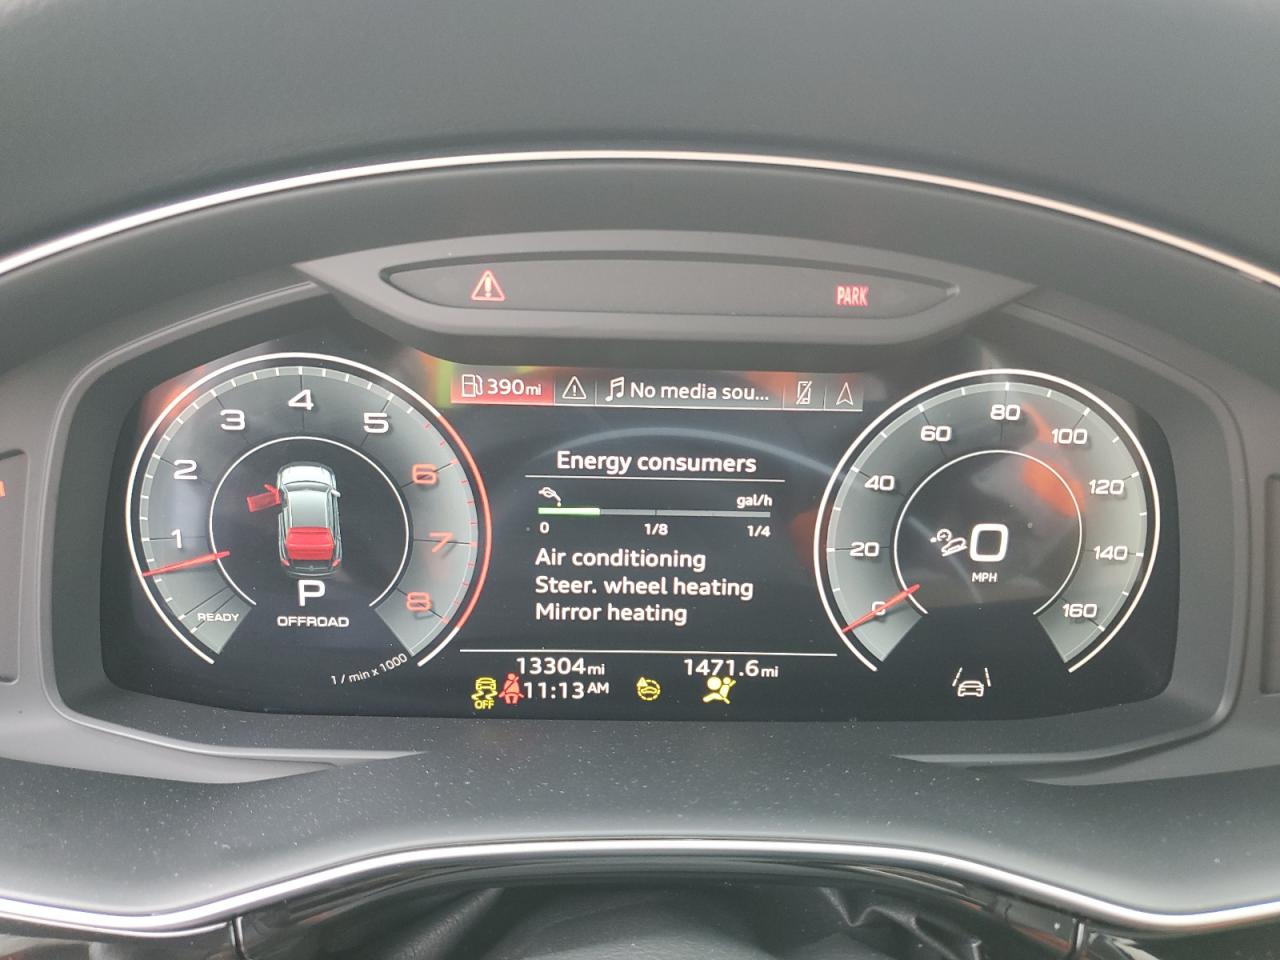 PARK
390mi
No media sou...
Energy consumers
gal/h
0 1/8 1/4
Air conditioning
Steer. wheel heating
Mirror heating
13304mi 1471.6mi
OFF
11:13AM
1 2 3 4 5 6 7 8
READY
P
OFFROAD
1 / min x 1000
0 20 40 60 80 100 120 140 160
0
MPH